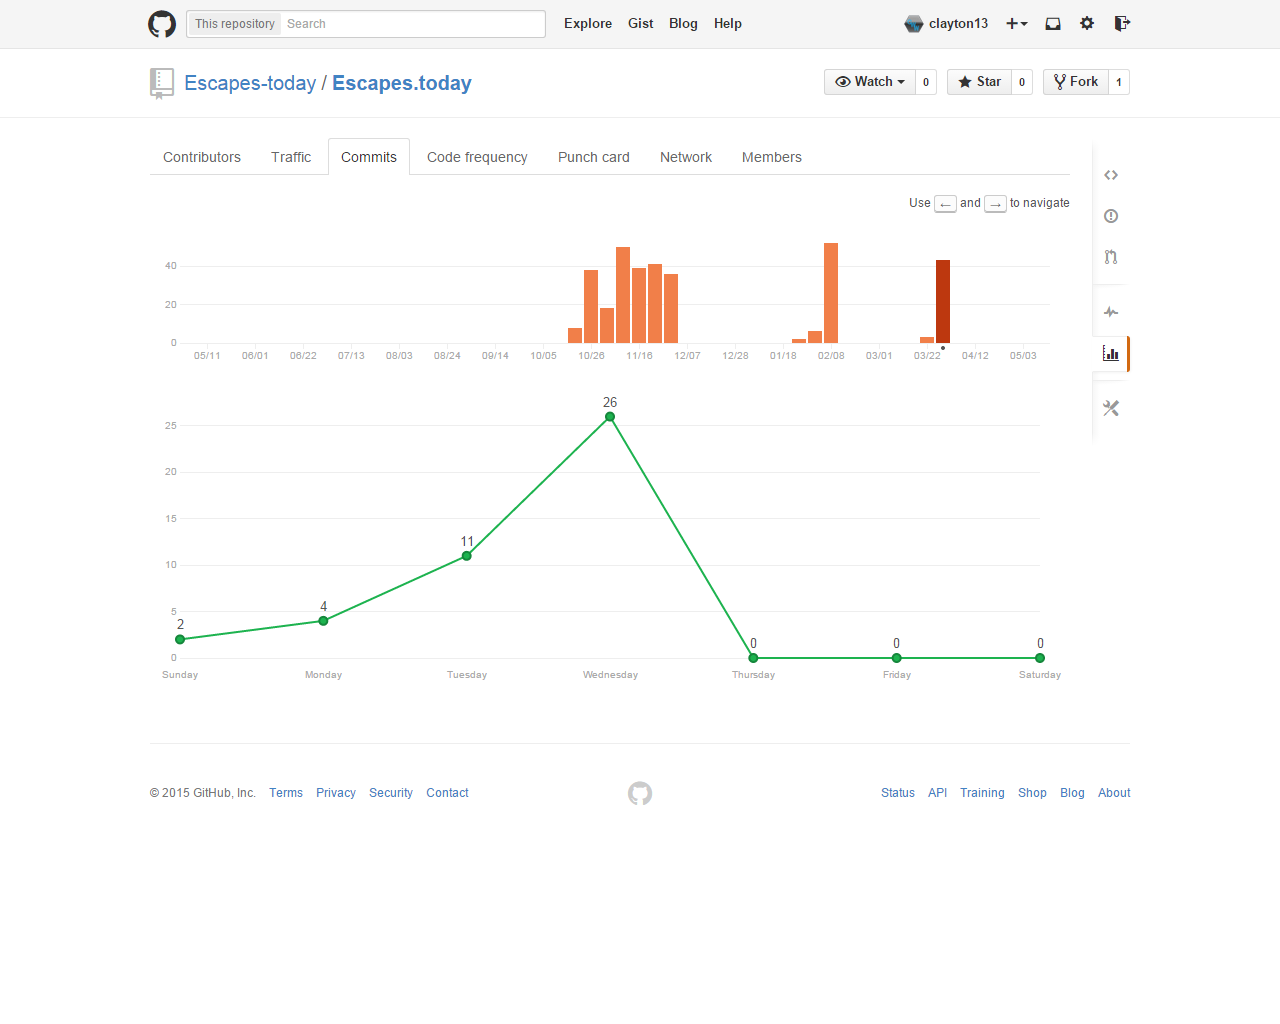 This repository Search Explore Gist Blog Help clayton13
Escapes-today / Escapes.today Watch 0 Star 0 Fork 1
Contributors Traffic Commits Code frequency Punch card Network Members
Use ← and → to navigate
40
20
0
05/11 06/01 06/22 07/13 08/03 08/24 09/14 10/05 10/26 11/16 12/07 12/28 01/18 02/08 03/01 03/22 04/12 05/03
26
25
20
15
11
10
4
5
2
0 0 0
0
Sunday Monday Tuesday Wednesday Thursday Friday Saturday
© 2015 GitHub, Inc. Terms Privacy Security Contact Status API Training Shop Blog About